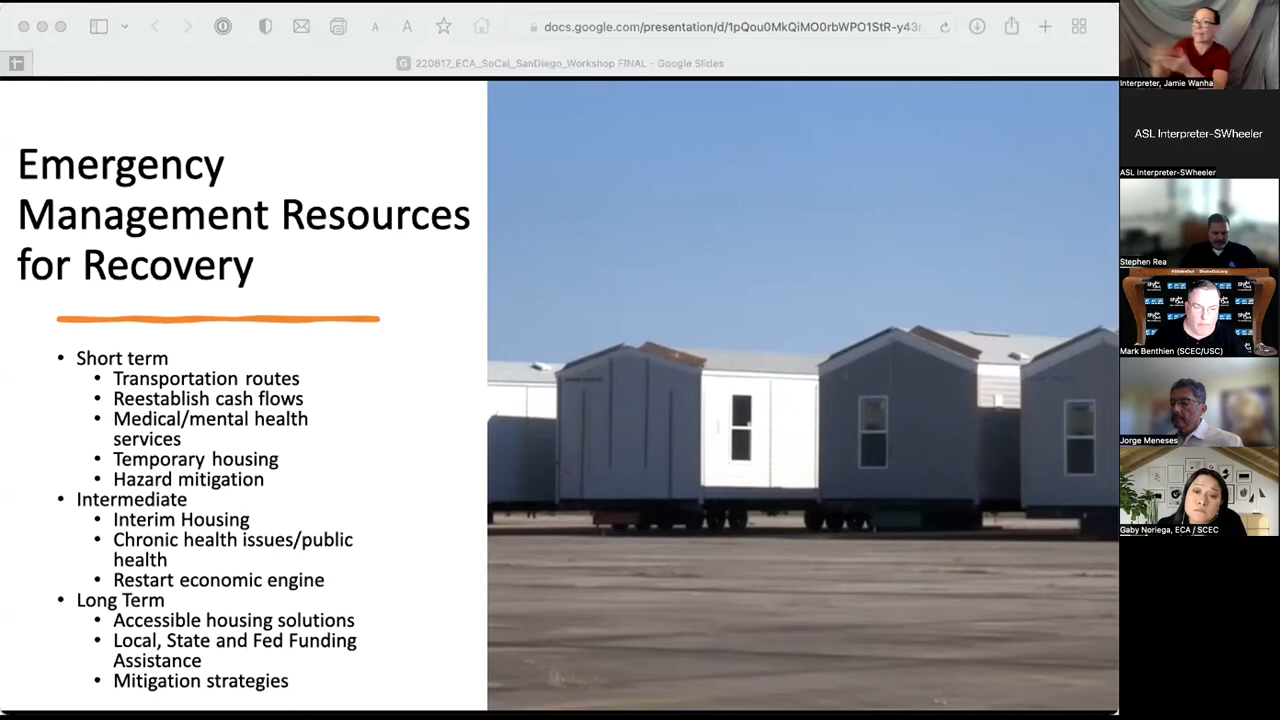 docs.google.com/presentation/d/1pQou0MkQiMO0rbWPO1StR-y43r
220817_ECA_SoCal_SanDiego_Workshop FINAL - Google Slides
Emergency
Management Resources
for Recovery
• Short term
• Transportation routes
• Reestablish cash flows
• Medical/mental health
services
• Temporary housing
• Hazard mitigation
• Intermediate
• Interim Housing
• Chronic health issues/public
health
• Restart economic engine
• Long Term
• Accessible housing solutions
• Local, State and Fed Funding
Assistance
• Mitigation strategies
Interpreter, Jamie Wanha
ASL Interpreter-SWheeler
ASL Interpreter-SWheeler
Stephen Rea
#ShakeOut ShakeOut.org
Mark Benthien (SCEC/USC)
Jorge Meneses
Gaby Noriega, ECA / SCEC